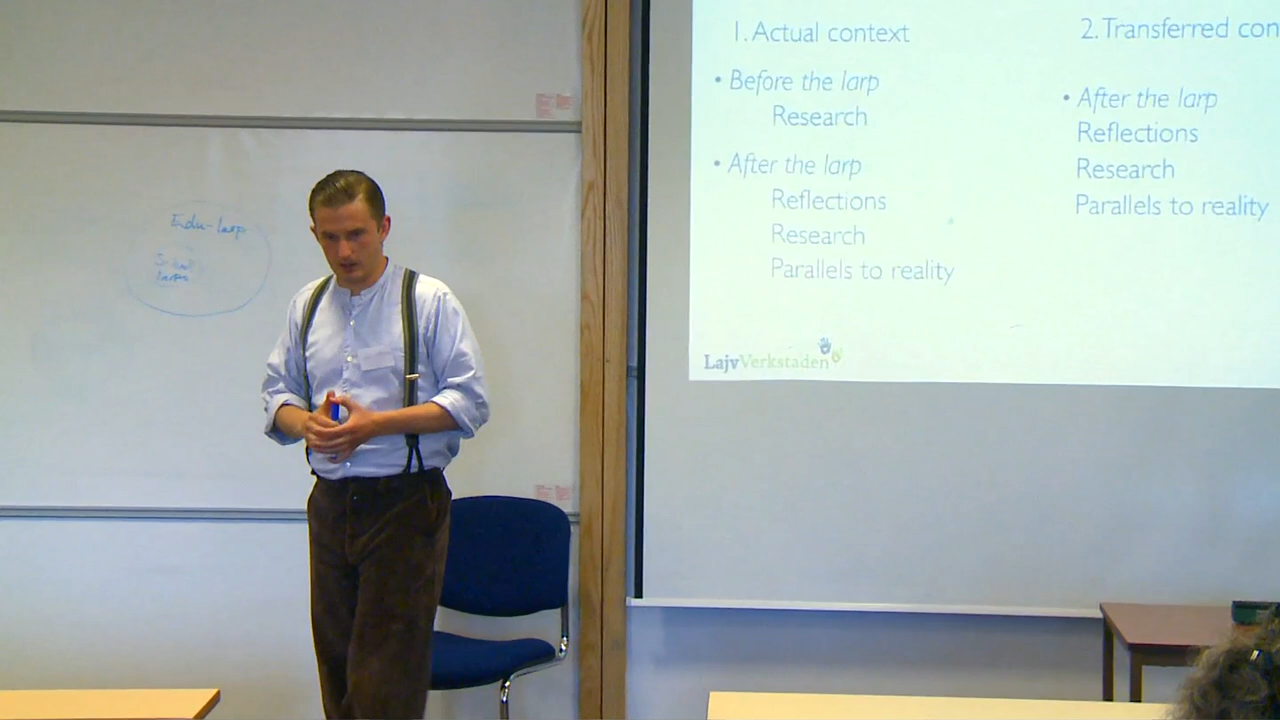 1. Actual context
• Before the larp
Research
• After the larp
Reflections
Research
Parallels to reality
2. Transferred con
• After the larp
Reflections
Research
Parallels to reality
LajvVerkstaden
Edu-larp
larps